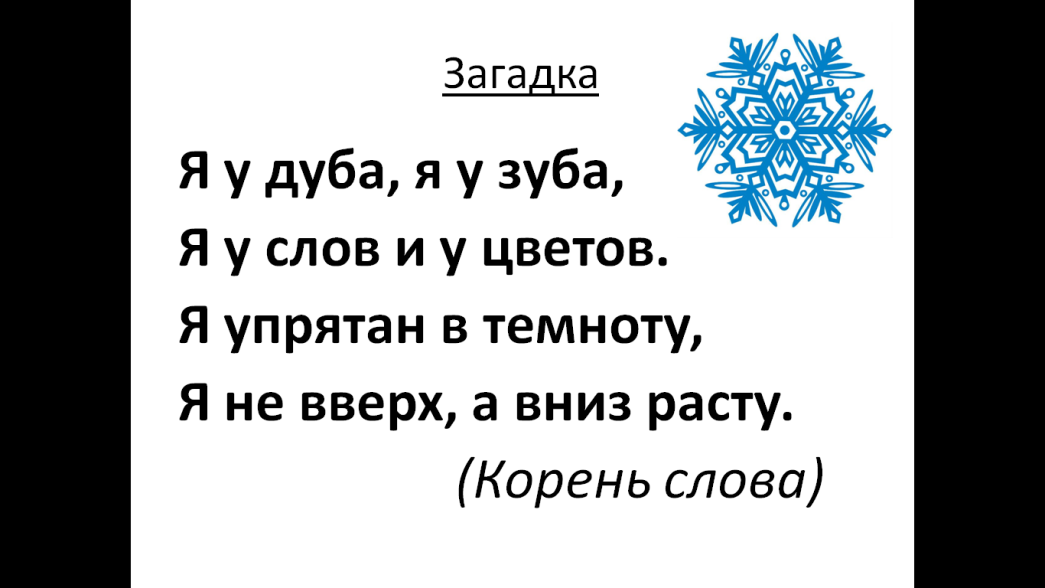 Загадка
Я у дуба, я у зуба,
Я у слов и у цветов.
Я упрятан в темноту,
Я не вверх, а вниз расту.
(Корень слова)